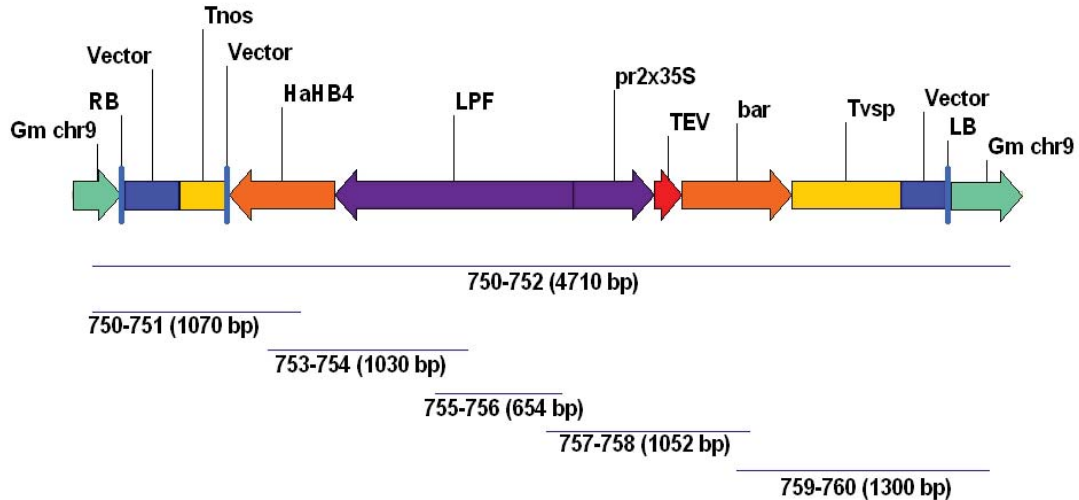 Tnos
Vector
Vector
RB
Gm chr9
HaHB4
LPF
pr2x35S
TEV
bar
Tvsp
Vector
LB
Gm chr9
750-752 (4710 bp)
750-751 (1070 bp)
753-754 (1030 bp)
755-756 (654 bp)
757-758 (1052 bp)
759-760 (1300 bp)